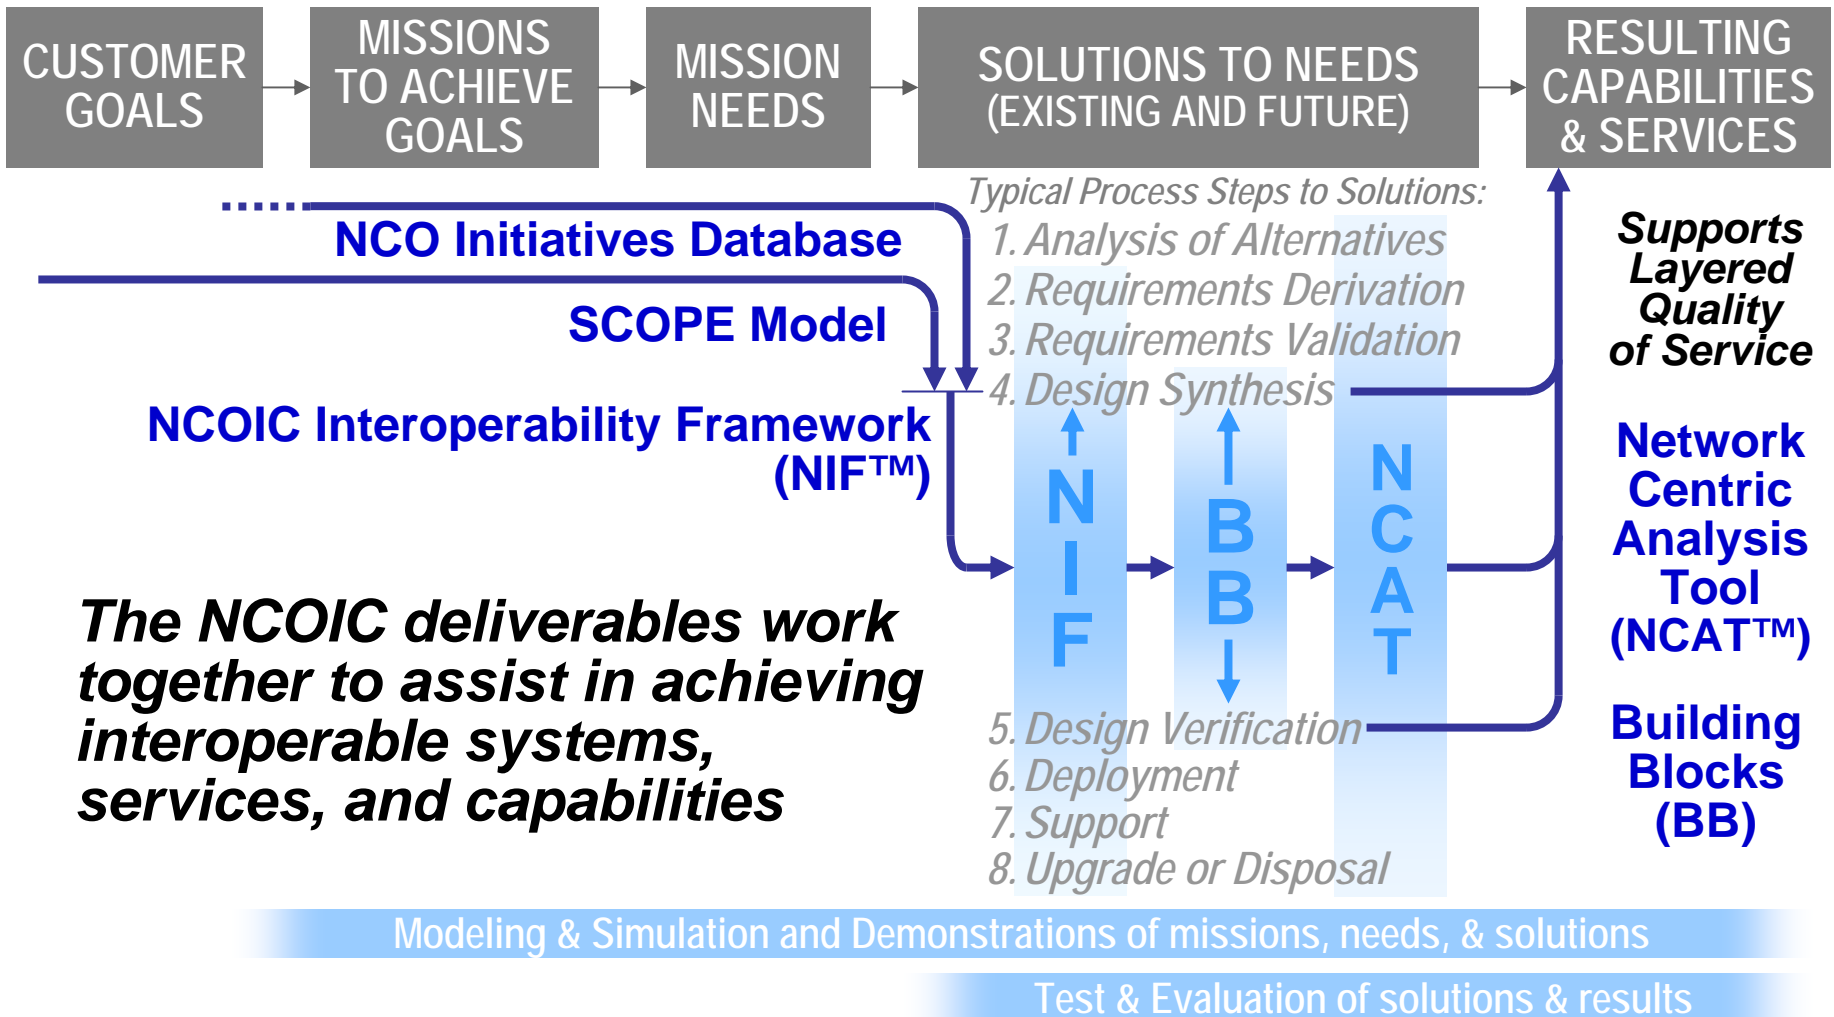 CUSTOMER
GOALS
MISSIONS
TO ACHIEVE
GOALS
MISSION
NEEDS
SOLUTIONS TO NEEDS
(EXISTING AND FUTURE)
RESULTING
CAPABILITIES
& SERVICES
NCO Initiatives Database
SCOPE Model
NCOIC Interoperability Framework
(NIF™)
The NCOIC deliverables work
together to assist in achieving
interoperable systems,
services, and capabilities
Typical Process Steps to Solutions:
1. Analysis of Alternatives
2. Requirements Derivation
3. Requirements Validation
4. Design Synthesis
N
I
F
B
B
N
C
A
T
5. Design Verification
6. Deployment
7. Support
8. Upgrade or Disposal
Supports
Layered
Quality
of Service
Network
Centric
Analysis
Tool
(NCAT™)
Building
Blocks
(BB)
Modeling & Simulation and Demonstrations of missions, needs, & solutions
Test & Evaluation of solutions & results